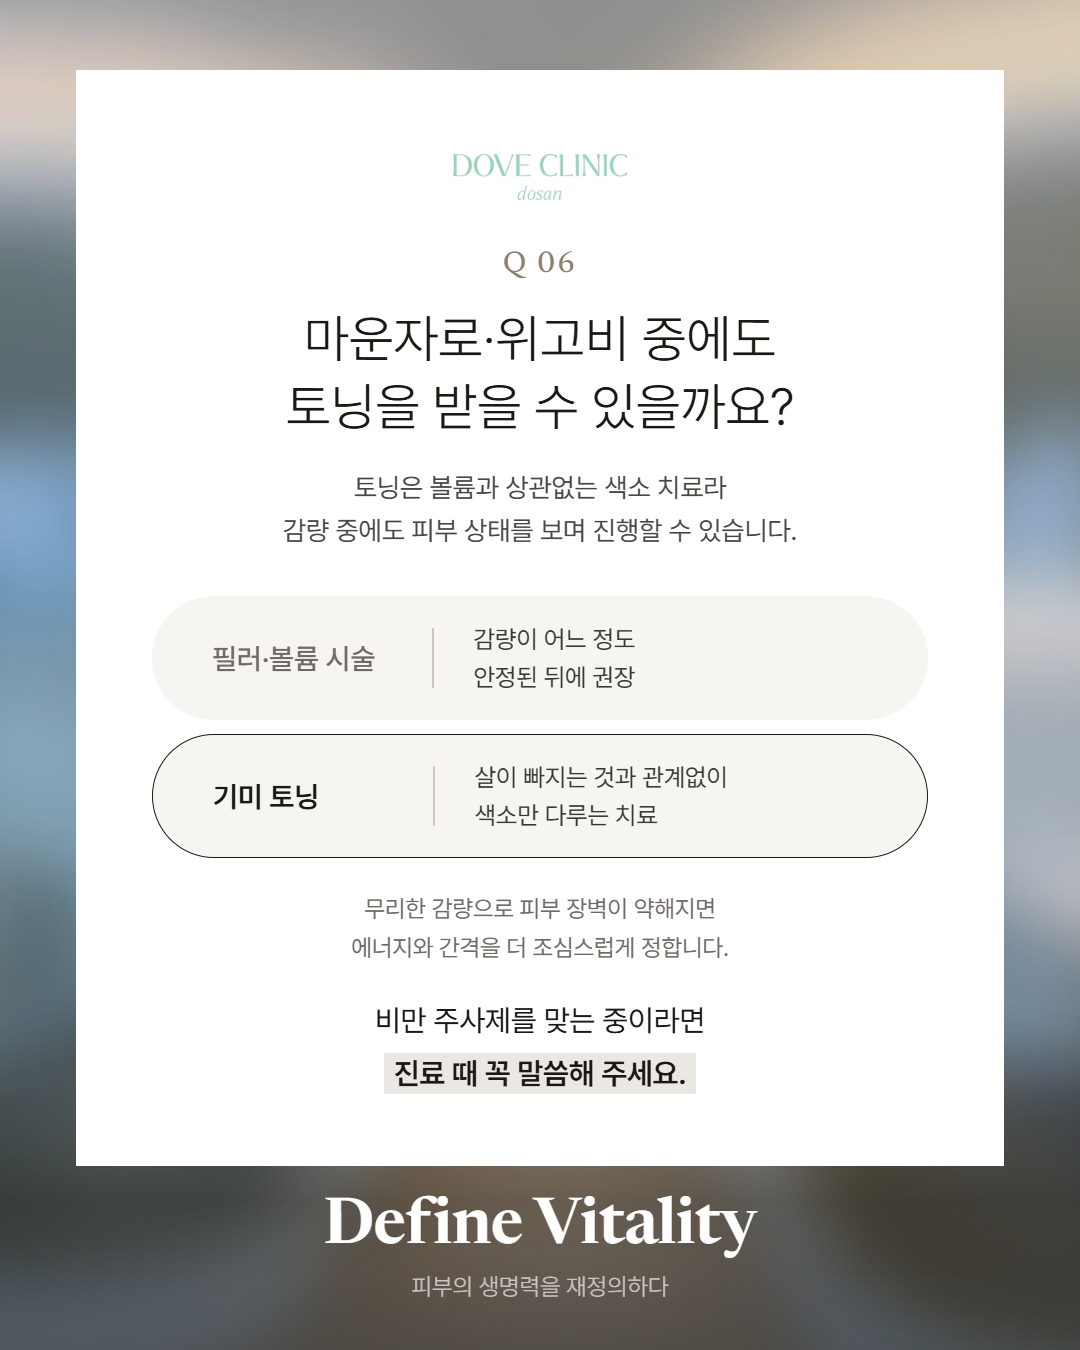 DOVE CLINIC
dosan
Q 06
마운자로·위고비 중에도
토닝을 받을 수 있을까요?
토닝은 볼륨과 상관없는 색소 치료라
감량 중에도 피부 상태를 보며 진행할 수 있습니다.
필러·볼륨 시술
감량이 어느 정도
안정된 뒤에 권장
기미 토닝
살이 빠지는 것과 관계없이
색소만 다루는 치료
무리한 감량으로 피부 장벽이 약해지면
에너지와 간격을 더 조심스럽게 정합니다.
비만 주사제를 맞는 중이라면
진료 때 꼭 말씀해 주세요.
Define Vitality
피부의 생명력을 재정의하다